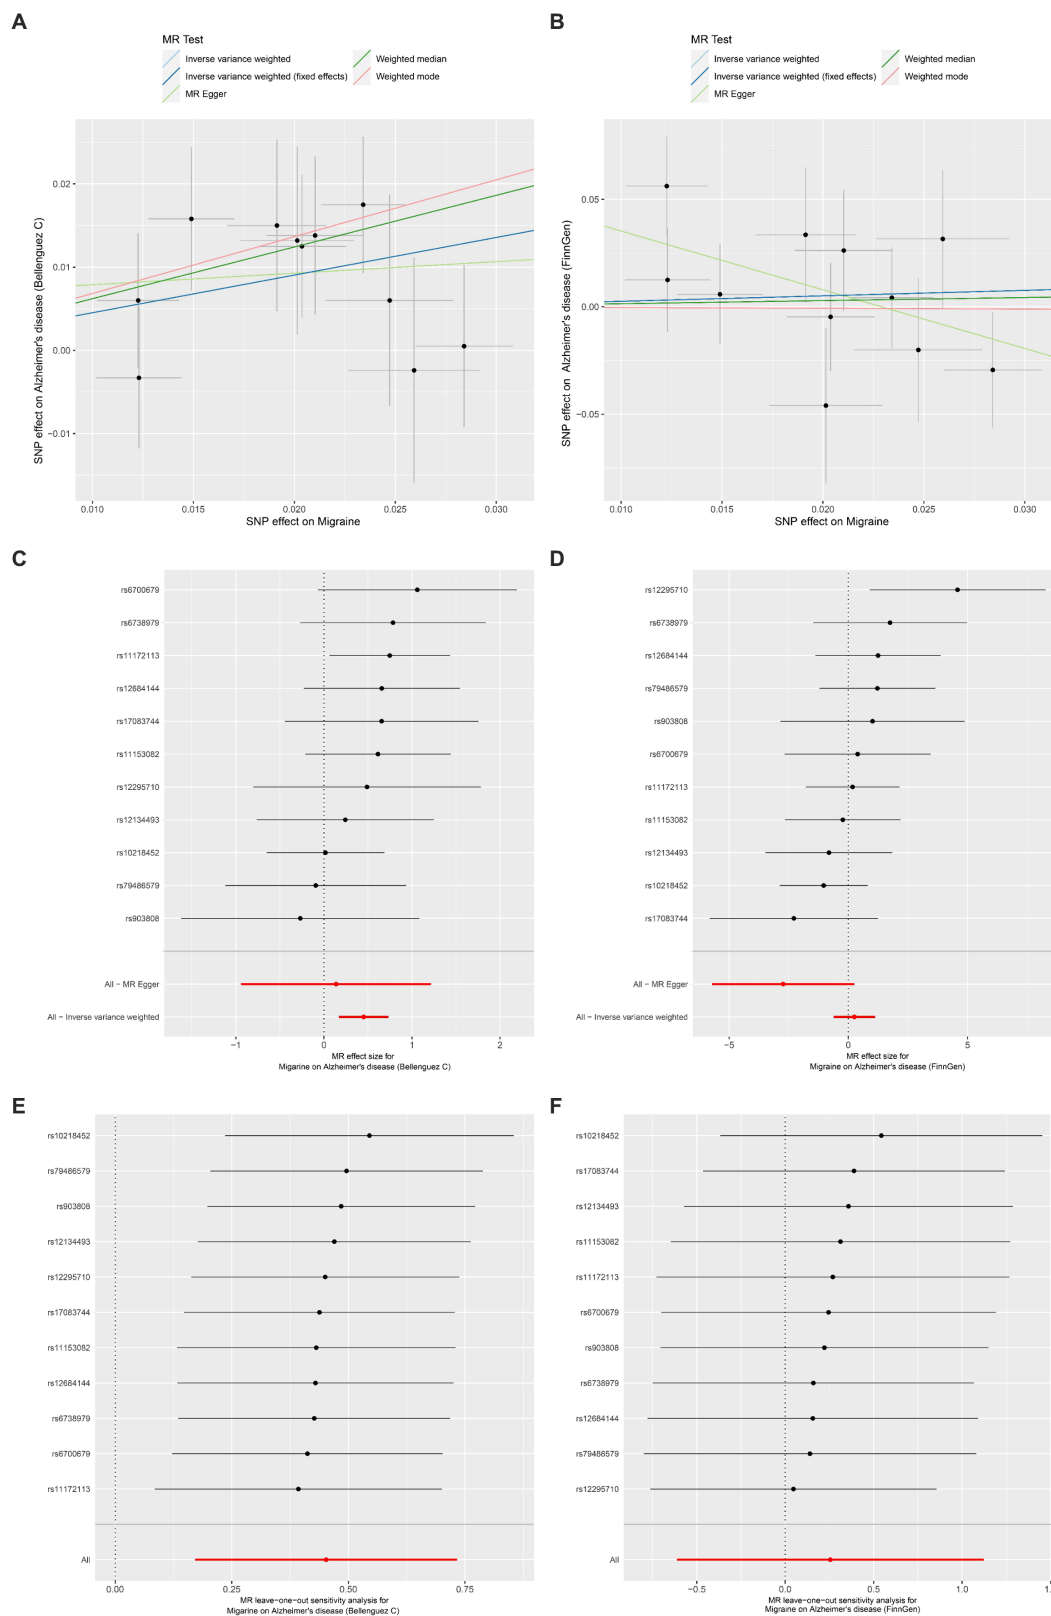 A
MR Test
Inverse variance weighted
Weighted median
Inverse variance weighted (fixed effects)
Weighted mode
MR Egger
SNP effect on Alzheimer's disease (Bellenguez C)
0.02
0.01
0.00
−0.01
0.010 0.015 0.020 0.025 0.030
SNP effect on Migraine
B
MR Test
Inverse variance weighted
Weighted median
Inverse variance weighted (fixed effects)
Weighted mode
MR Egger
SNP effect on Alzheimer's disease (FinnGen)
0.05
0.00
−0.05
0.010 0.015 0.020 0.025 0.030
SNP effect on Migraine
C
rs6700679
rs6738979
rs11172113
rs12684144
rs17083744
rs11153082
rs12295710
rs12134493
rs10218452
rs79486579
rs903808
All − MR Egger
All − Inverse variance weighted
−1 0 1 2
MR effect size for
Migarine on Alzheimer's disease (Bellenguez C)
D
rs12295710
rs6738979
rs12684144
rs79486579
rs903808
rs6700679
rs11172113
rs11153082
rs12134493
rs10218452
rs17083744
All − MR Egger
All − Inverse variance weighted
−5 0 5
MR effect size for
Migraine on Alzheimer's disease (FinnGen)
E
rs10218452
rs79486579
rs903808
rs12134493
rs12295710
rs17083744
rs11153082
rs12684144
rs6738979
rs6700679
rs11172113
All
0.00 0.25 0.50 0.75
MR leave−one−out sensitivity analysis for
Migarine on Alzheimer's disease (Bellenguez C)
F
rs10218452
rs17083744
rs12134493
rs11153082
rs11172113
rs6700679
rs903808
rs6738979
rs12684144
rs79486579
rs12295710
All
−0.5 0.0 0.5 1.0
MR leave−one−out sensitivity analysis for
Migraine on Alzheimer's disease (FinnGen)